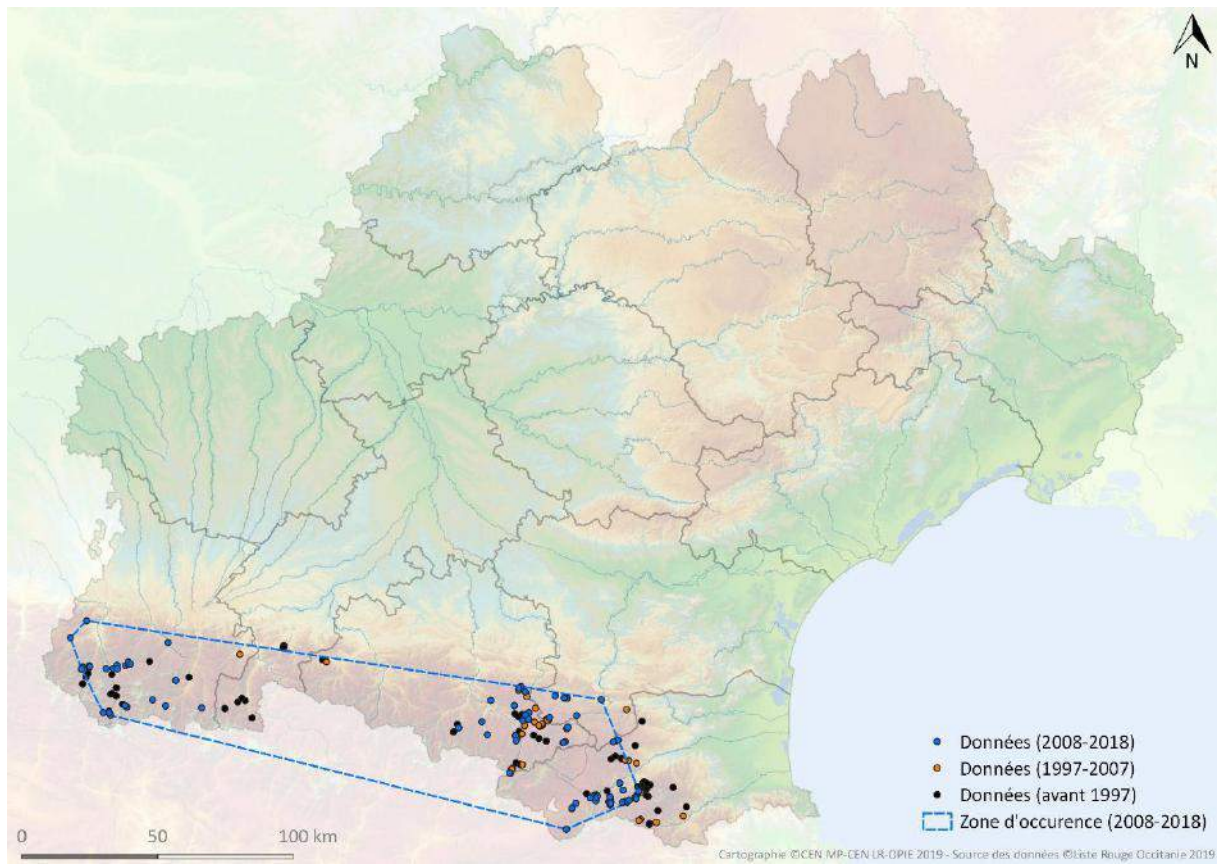 N
Données (2008-2018)
Données (1997-2007)
Données (avant 1997)
Zone d'occurence (2008-2018)
0 50 100 km
Cartographie ©CEN MP-CEN LR-OPIE 2019 - Source des données ©Liste Rouge Occitanie 2019